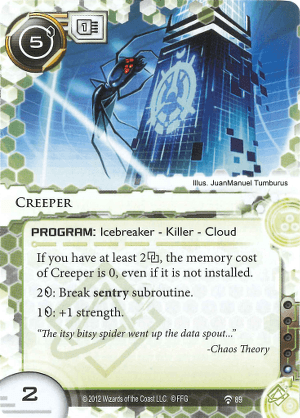 5
1
Illus. JuanManuel Tumburus
Creeper
PROGRAM: Icebreaker - Killer - Cloud
If you have at least 2, the memory cost
of Creeper is 0, even if it is not installed.
2: Break sentry subroutine.
1: +1 strength.
"The itsy bitsy spider went up the data spout..."
-Chaos Theory
2
© 2012 Wizards of the Coast LLC. © FFG
89